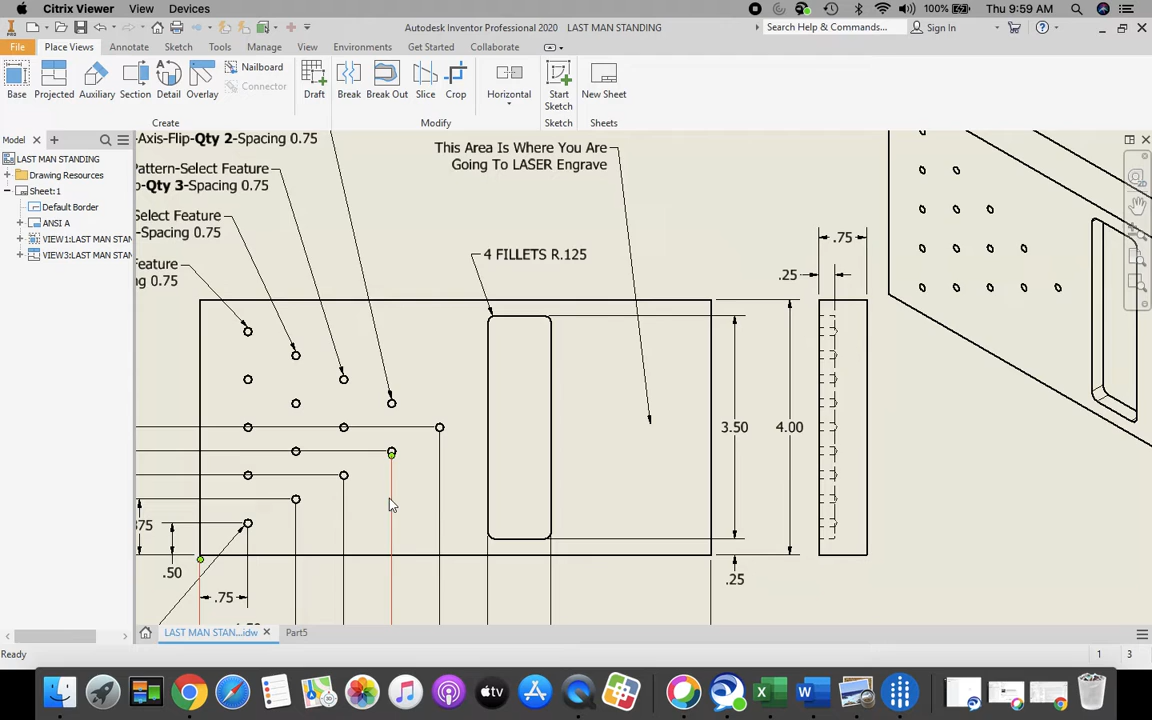 Citrix Viewer View Devices 100% Thu 9:59 AM
File Autodesk Inventor Professional 2020 LAST MAN STANDING Search Help & Commands... Sign In
Place Views Annotate Sketch Tools Manage View Environments Get Started Collaborate
Base Projected Auxiliary Section Detail Overlay Nailboard Connector Draft Break Break Out Slice Crop Horizontal Start Sketch New Sheet
Create Modify Sketch Sheets
Model
LAST MAN STANDING
Drawing Resources
Sheet:1
Default Border
ANSI A
VIEW1:LAST MAN STAN
VIEW3:LAST MAN STAN
-Axis-Flip-Qty 2-Spacing 0.75
Pattern-Select Feature
-Qty 3-Spacing 0.75
Select Feature
-Spacing 0.75
eature
ng 0.75
This Area Is Where You Are
Going To LASER Engrave
4 FILLETS R.125
.75
.25
3.50
4.00
375
.50
.25
.75
LAST MAN STAN...idw Part5
Ready 1 3